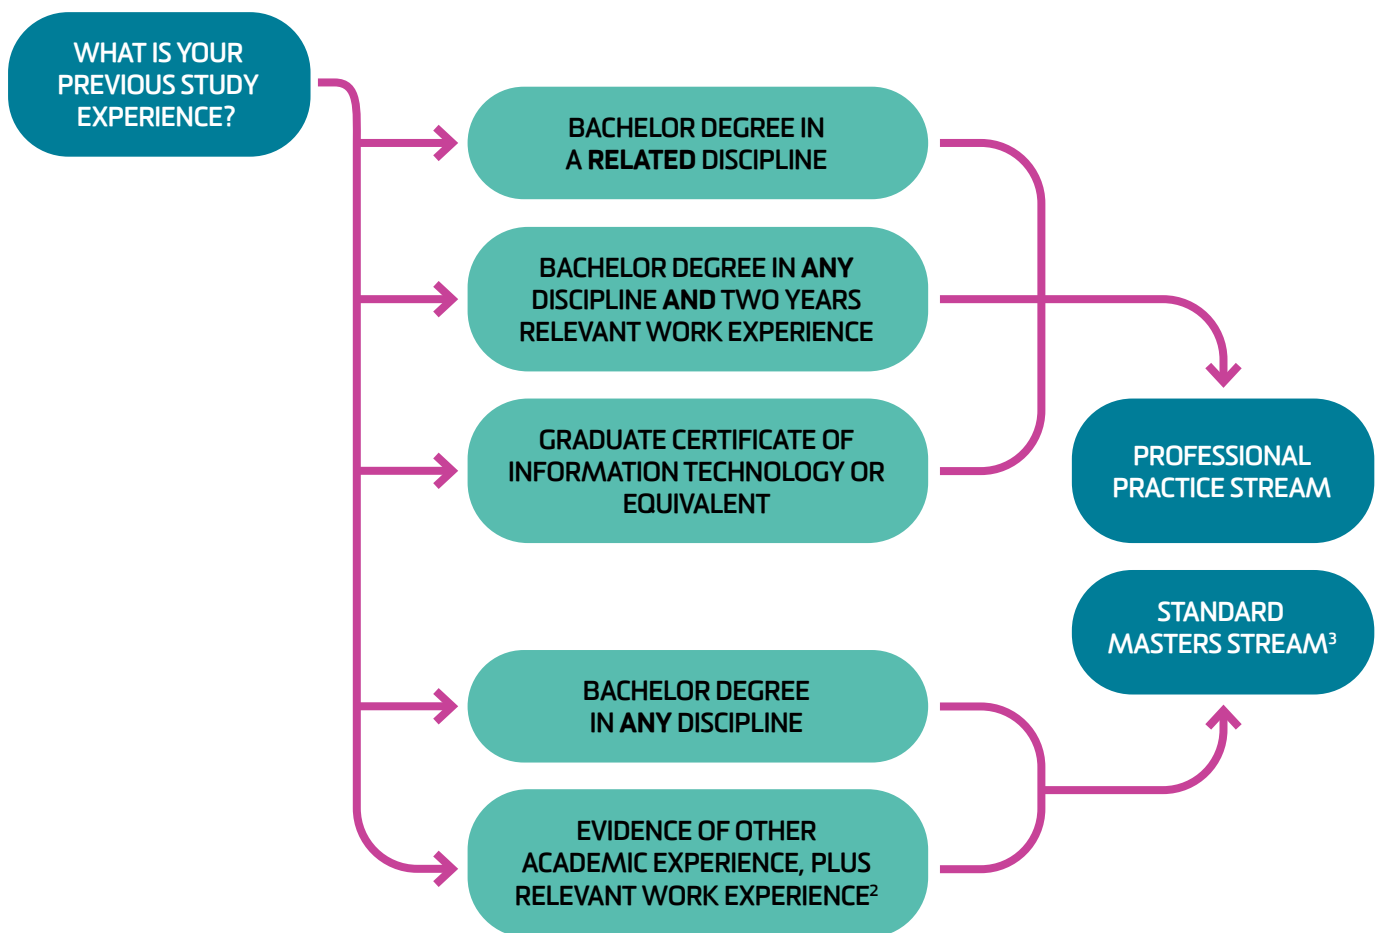 WHAT IS YOUR
PREVIOUS STUDY
EXPERIENCE?
BACHELOR DEGREE IN
A RELATED DISCIPLINE
BACHELOR DEGREE IN ANY
DISCIPLINE AND TWO YEARS
RELEVANT WORK EXPERIENCE
GRADUATE CERTIFICATE OF
INFORMATION TECHNOLOGY OR
EQUIVALENT
PROFESSIONAL
PRACTICE STREAM
STANDARD
MASTERS STREAM³
BACHELOR DEGREE
IN ANY DISCIPLINE
EVIDENCE OF OTHER
ACADEMIC EXPERIENCE, PLUS
RELEVANT WORK EXPERIENCE²